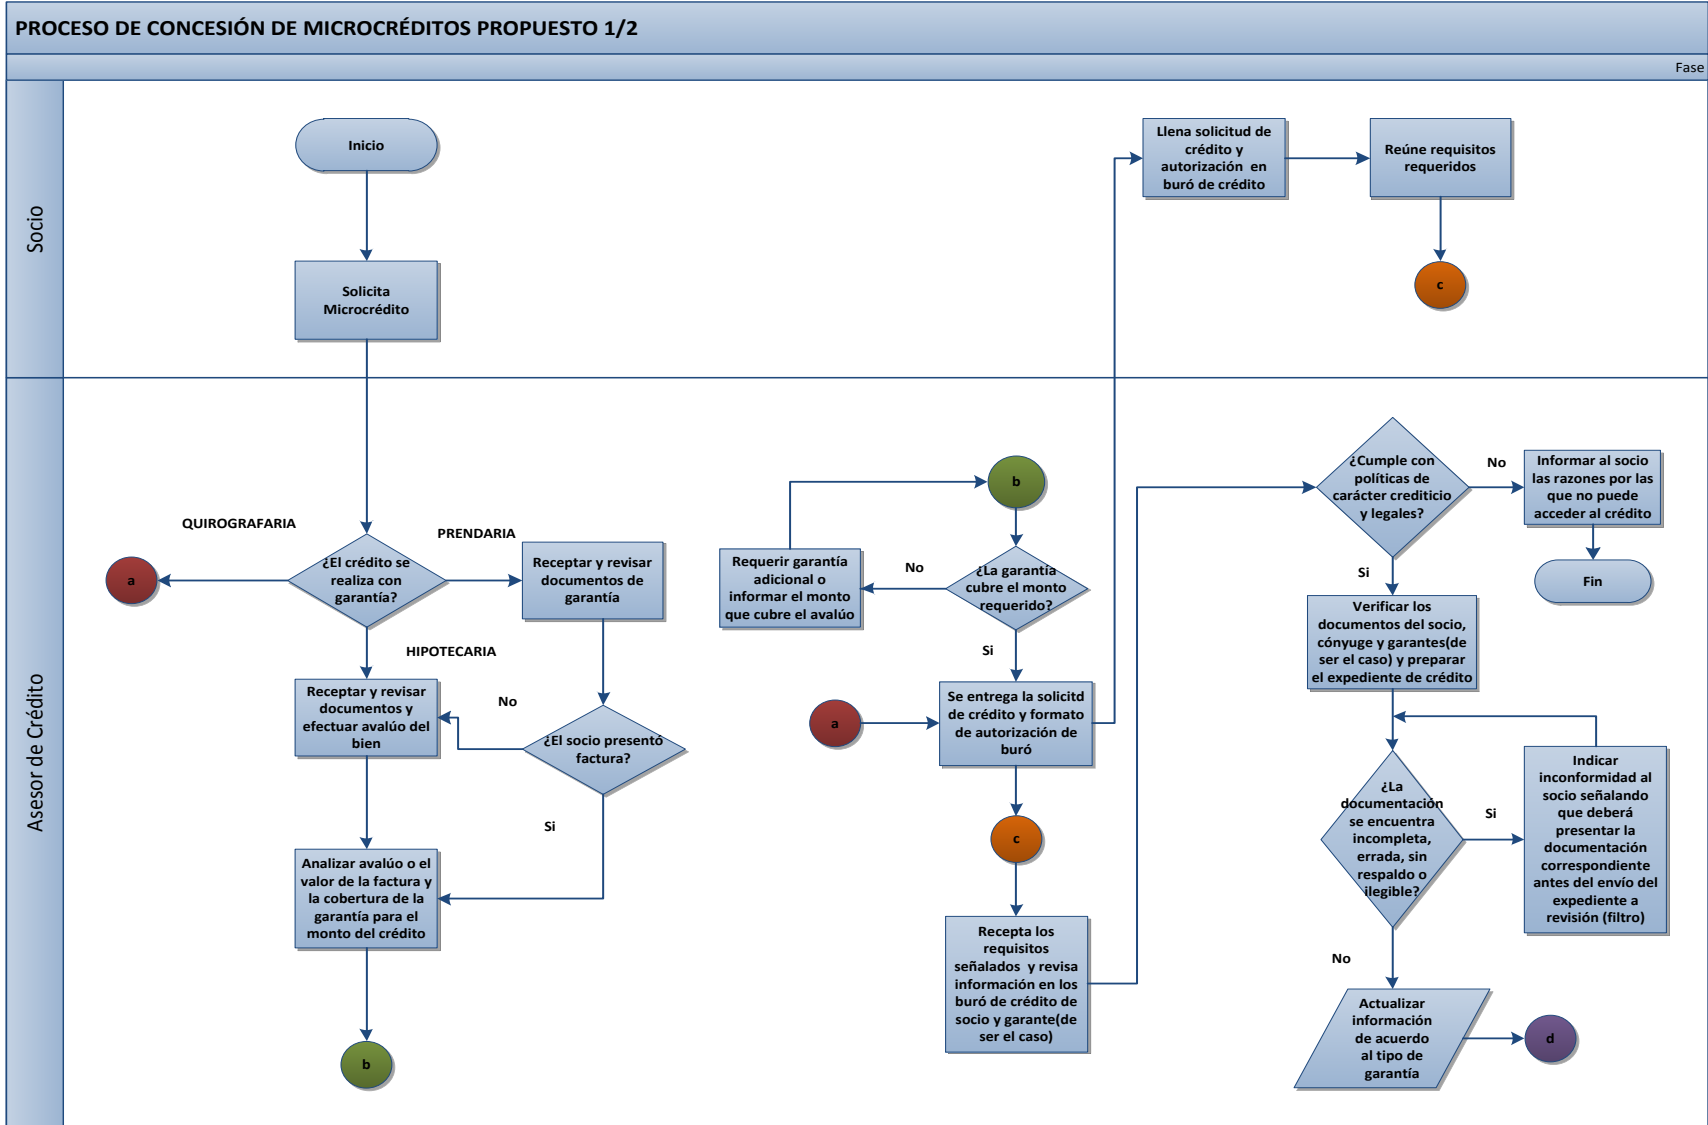 PROCESO DE CONCESIÓN DE MICROCRÉDITOS PROPUESTO 1/2
Fase
Socio
Inicio
Solicita
Microcrédito
Llena solicitud de
crédito y
autorización en
buró de crédito
Reúne requisitos
requeridos
c
Asesor de Crédito
QUIROGRAFARIA
PRENDARIA
¿El crédito se
realiza con
garantía?
a
Receptar y revisar
documentos de
garantía
HIPOTECARIA
Receptar y revisar
documentos y
efectuar avalúo del
bien
No
¿El socio presentó
factura?
Si
Analizar avalúo o el
valor de la factura y
la cobertura de la
garantía para el
monto del crédito
b
b
Requerir garantía
adicional o
informar el monto
que cubre el avalúo
No
¿La garantía
cubre el monto
requerido?
Si
a
Se entrega la solicitd
de crédito y formato
de autorización de
buró
c
Recepta los
requisitos
señalados y revisa
información en los
buró de crédito de
socio y garante(de
ser el caso)
¿Cumple con
políticas de
carácter crediticio
y legales?
No
Informar al socio
las razones por las
que no puede
acceder al crédito
Fin
Si
Verificar los
documentos del socio,
cónyuge y garantes(de
ser el caso) y preparar
el expediente de crédito
¿La
documentación
se encuentra
incompleta,
errada, sin
respaldo o
ilegible?
Si
Indicar
inconformidad al
socio señalando
que deberá
presentar la
documentación
correspondiente
antes del envío del
expediente a
revisión (filtro)
No
Actualizar
información
de acuerdo
al tipo de
garantía
d